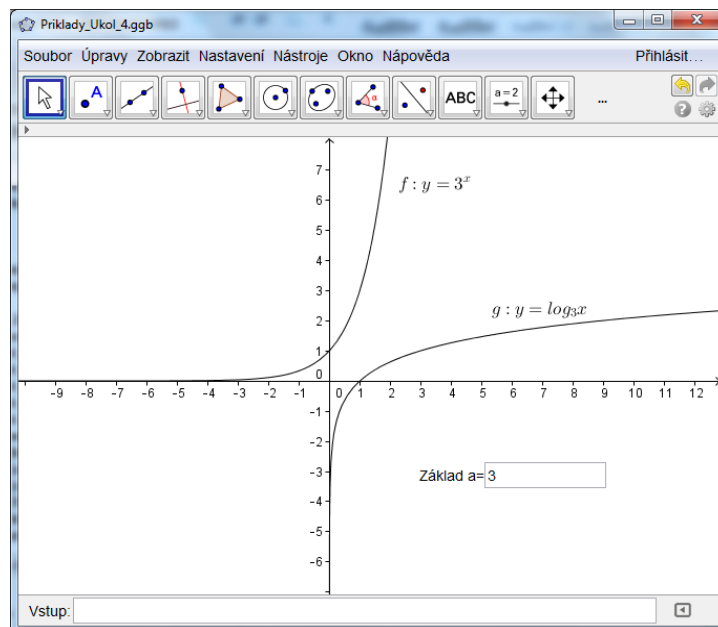 Priklady_Ukol_4.ggb
Soubor Úpravy Zobrazit Nastavení Nástroje Okno Nápověda Přihlásit…
A α ABC a = 2 ...
7
f : y = 3ˣ
6
5
4
3
g : y = log₃x
2
1
0
-9 -8 -7 -6 -5 -4 -3 -2 -1 0 1 2 3 4 5 6 7 8 9 10 11 12
-1
-2
-3
Základ a= 3
-4
-5
-6
Vstup: